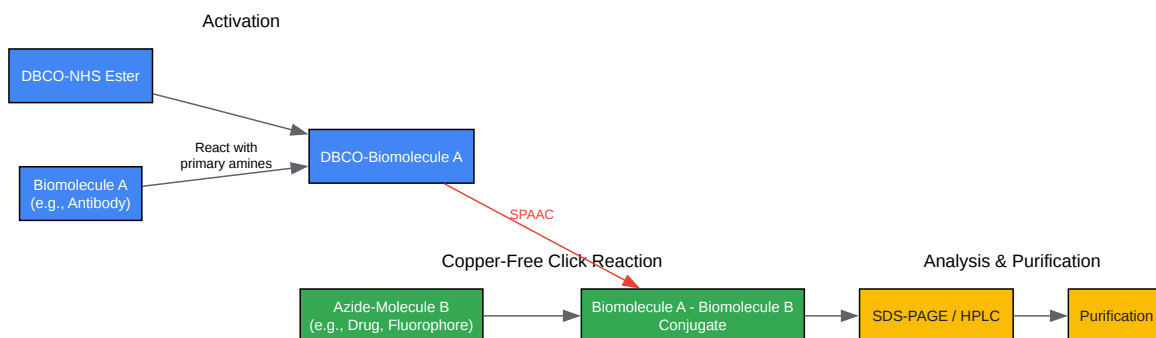 Activation
DBCO-NHS Ester
React with
primary amines
DBCO-Biomolecule A
Biomolecule A
(e.g., Antibody)
SPAAC
Copper-Free Click Reaction
Analysis & Purification
Azide-Molecule B
(e.g., Drug, Fluorophore)
Biomolecule A - Biomolecule B
Conjugate
SDS-PAGE / HPLC
Purification